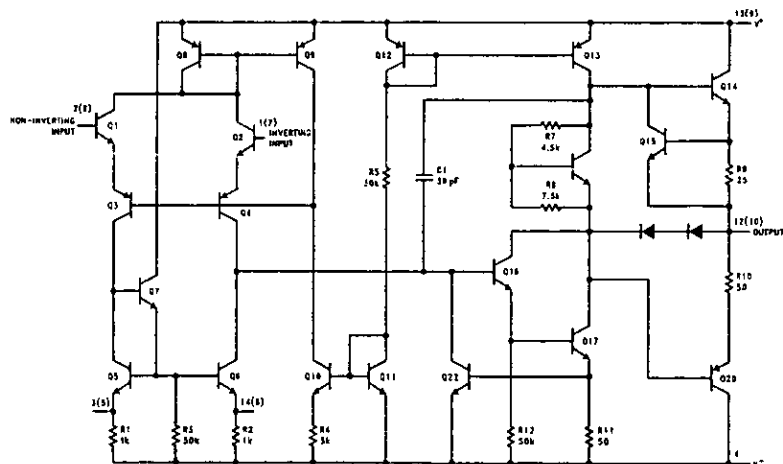 13(9)
V+
Q8
Q9
Q12
Q13
Q14
2(8)
NON-INVERTING
INPUT
Q1
1(7)
Q2
INVERTING
INPUT
R7
4.5k
Q15
R5
30k
C1
30 pF
R8
7.5k
R9
25
Q3
Q4
12(10)
OUTPUT
Q7
Q16
R10
50
Q17
Q5
Q6
Q10
Q11
Q22
Q20
3(5)
14(6)
R1
1k
R3
50k
R2
1k
R4
5k
R12
50k
R11
50
4